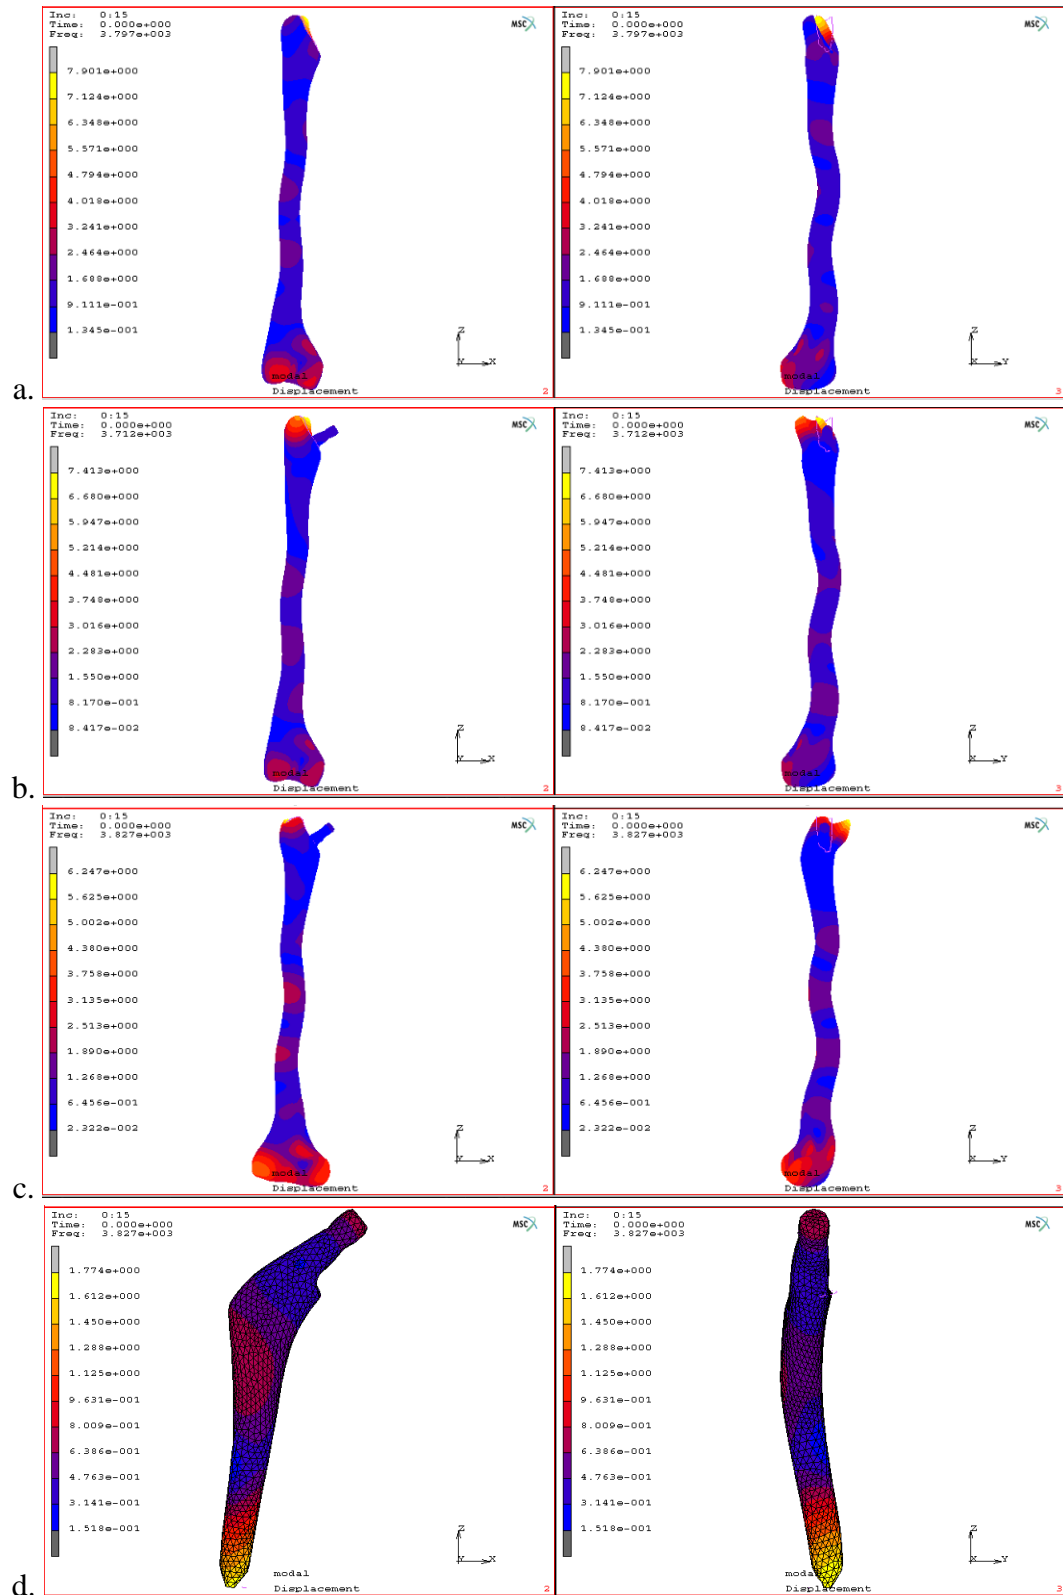 Inc: 0:15
Time: 0.000e+000
Freq: 3.797e+003
MSC
7.901e+000
7.124e+000
6.348e+000
5.571e+000
4.794e+000
4.018e+000
3.241e+000
2.464e+000
1.688e+000
9.111e-001
1.345e-001
Z
Y X
modal
Displacement
2
Inc: 0:15
Time: 0.000e+000
Freq: 3.797e+003
MSC
7.901e+000
7.124e+000
6.348e+000
5.571e+000
4.794e+000
4.018e+000
3.241e+000
2.464e+000
1.688e+000
9.111e-001
1.345e-001
Z
X Y
modal
Displacement
3
a.
Inc: 0:15
Time: 0.000e+000
Freq: 3.712e+003
MSC
7.413e+000
6.680e+000
5.947e+000
5.214e+000
4.481e+000
3.748e+000
3.016e+000
2.283e+000
1.550e+000
8.170e-001
8.417e-002
Z
Y X
modal
Displacement
2
Inc: 0:15
Time: 0.000e+000
Freq: 3.712e+003
MSC
7.413e+000
6.680e+000
5.947e+000
5.214e+000
4.481e+000
3.748e+000
3.016e+000
2.283e+000
1.550e+000
8.170e-001
8.417e-002
Z
X Y
modal
Displacement
3
b.
Inc: 0:15
Time: 0.000e+000
Freq: 3.827e+003
MSC
6.247e+000
5.625e+000
5.002e+000
4.380e+000
3.758e+000
3.135e+000
2.513e+000
1.890e+000
1.268e+000
6.456e-001
2.322e-002
Z
Y X
modal
Displacement
2
Inc: 0:15
Time: 0.000e+000
Freq: 3.827e+003
MSC
6.247e+000
5.625e+000
5.002e+000
4.380e+000
3.758e+000
3.135e+000
2.513e+000
1.890e+000
1.268e+000
6.456e-001
2.322e-002
Z
X Y
modal
Displacement
3
c.
Inc: 0:15
Time: 0.000e+000
Freq: 3.827e+003
MSC
1.774e+000
1.612e+000
1.450e+000
1.288e+000
1.125e+000
9.631e-001
8.009e-001
6.386e-001
4.763e-001
3.141e-001
1.518e-001
Z
Y X
modal
Displacement
2
Inc: 0:15
Time: 0.000e+000
Freq: 3.827e+003
MSC
1.774e+000
1.612e+000
1.450e+000
1.288e+000
1.125e+000
9.631e-001
8.009e-001
6.386e-001
4.763e-001
3.141e-001
1.518e-001
Z
X Y
modal
Displacement
3
d.